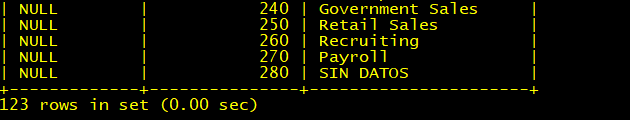 | NULL        |           240 | Government Sales     |
| NULL        |           250 | Retail Sales         |
| NULL        |           260 | Recruiting           |
| NULL        |           270 | Payroll              |
| NULL        |           280 | SIN DATOS            |
+-------------+---------------+----------------------+
123 rows in set (0.00 sec)